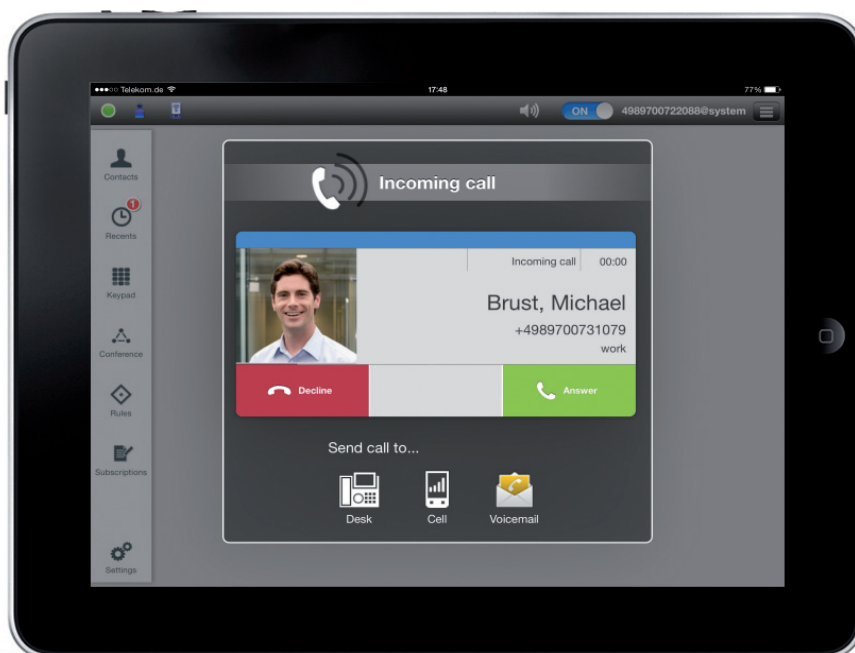 Telekom.de
17:48
77%
ON
4989700722088@system
Contacts
1
Recents
Keypad
Conference
Rules
Subscriptions
Settings
Incoming call
Incoming call 00:00
Brust, Michael
+4989700731079
work
Decline
Answer
Send call to...
Desk
Cell
Voicemail